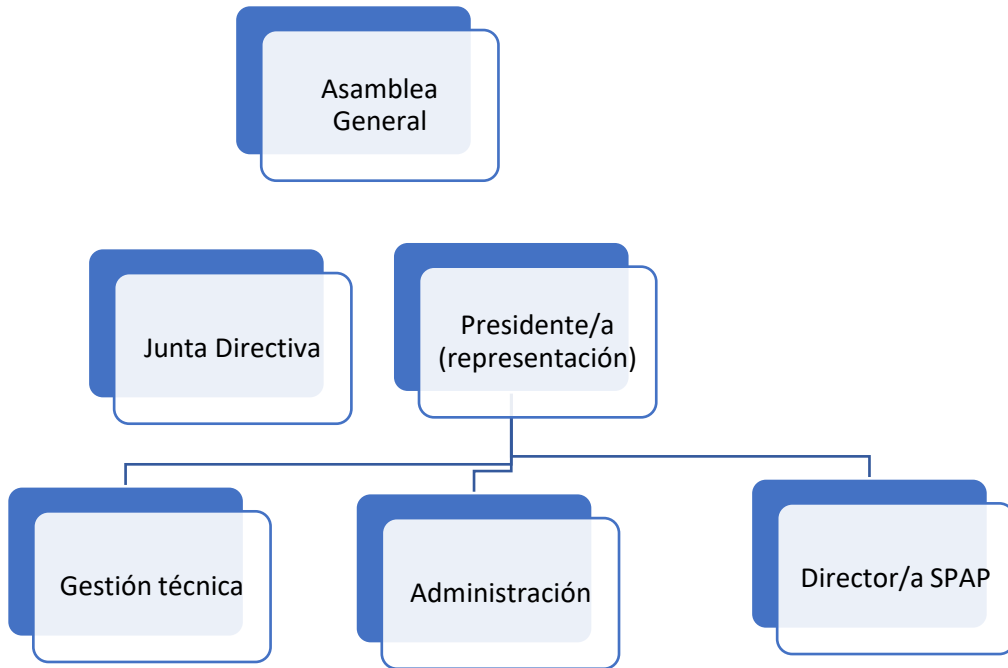 Asamblea
General
Junta Directiva
Presidente/a
(representación)
Gestión técnica
Administración
Director/a SPAP